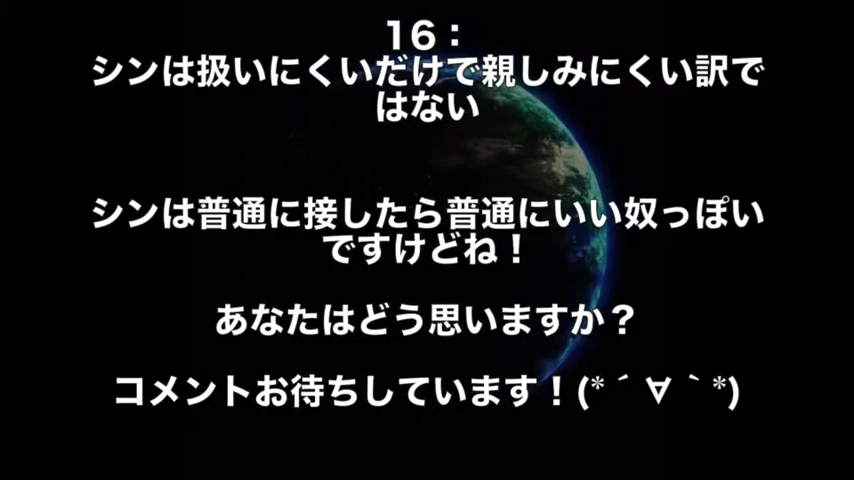 16：
シンは扱いにくいだけで親しみにくい訳で
はない
シンは普通に接したら普通にいい奴っぽい
ですけどね！
あなたはどう思いますか？
コメントお待ちしています！(*´∀｀*)